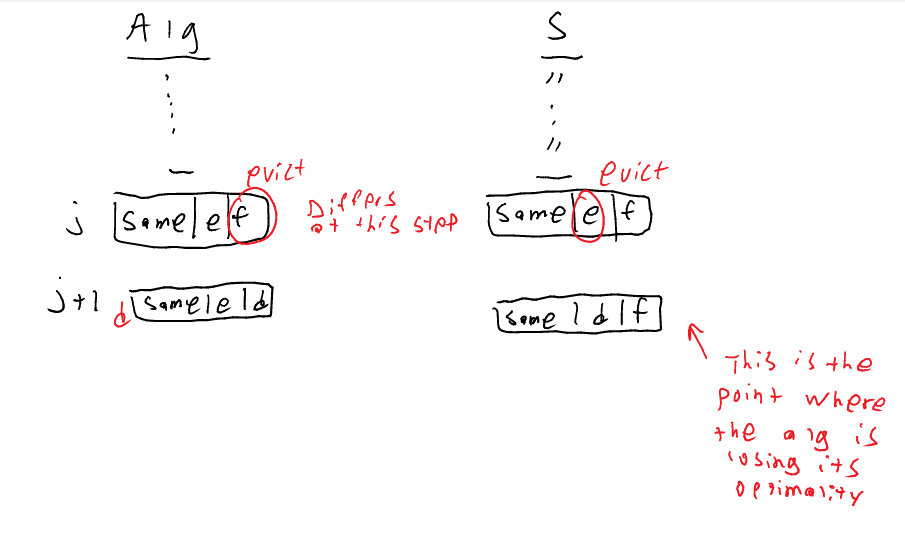 Alg S
〃
〃
evict evict
j same|e|f Differs same|e|f
at this step
j+1 d same|e|d same|d|f
This is the
point where
the alg is
losing its
opsimality